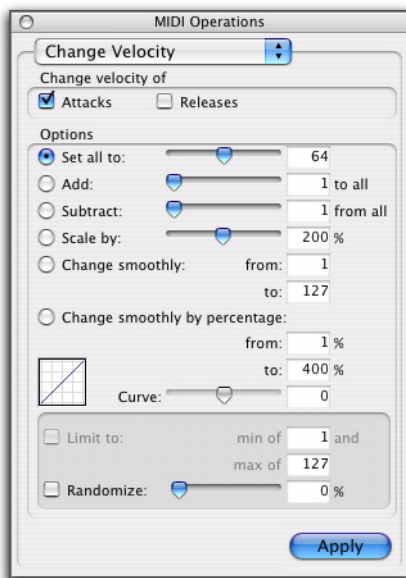 MIDI Operations
Change Velocity
Change velocity of
Attacks Releases
Options
Set all to: 64
Add: 1 to all
Subtract: 1 from all
Scale by: 200 %
Change smoothly: from: 1
to: 127
Change smoothly by percentage:
from: 1 %
to: 400 %
Curve: 0
Limit to: min of 1 and
max of 127
Randomize: 0 %
Apply